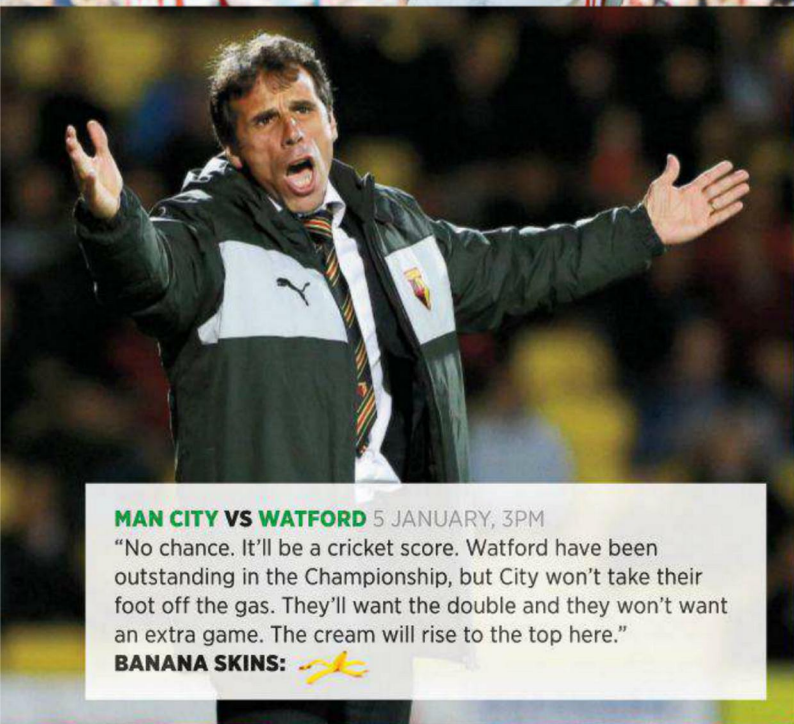 MAN CITY VS WATFORD 5 JANUARY, 3PM
“No chance. It’ll be a cricket score. Watford have been
outstanding in the Championship, but City won’t take their
foot off the gas. They’ll want the double and they won’t want
an extra game. The cream will rise to the top here.”
BANANA SKINS: